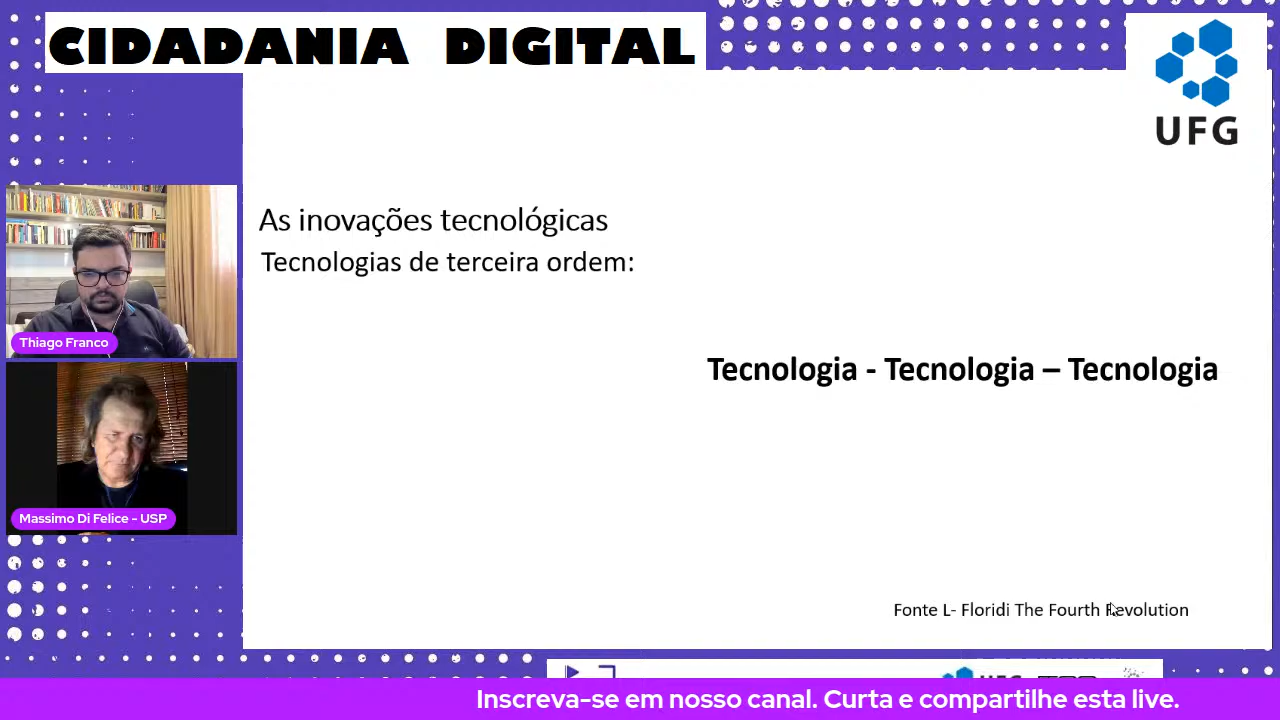 CIDADANIA DIGITAL
UFG
As inovações tecnológicas
Tecnologias de terceira ordem:
Thiago Franco
Tecnologia - Tecnologia – Tecnologia
Massimo Di Felice - USP
Fonte L- Floridi The Fourth Revolution
Inscreva-se em nosso canal. Curta e compartilhe esta live.